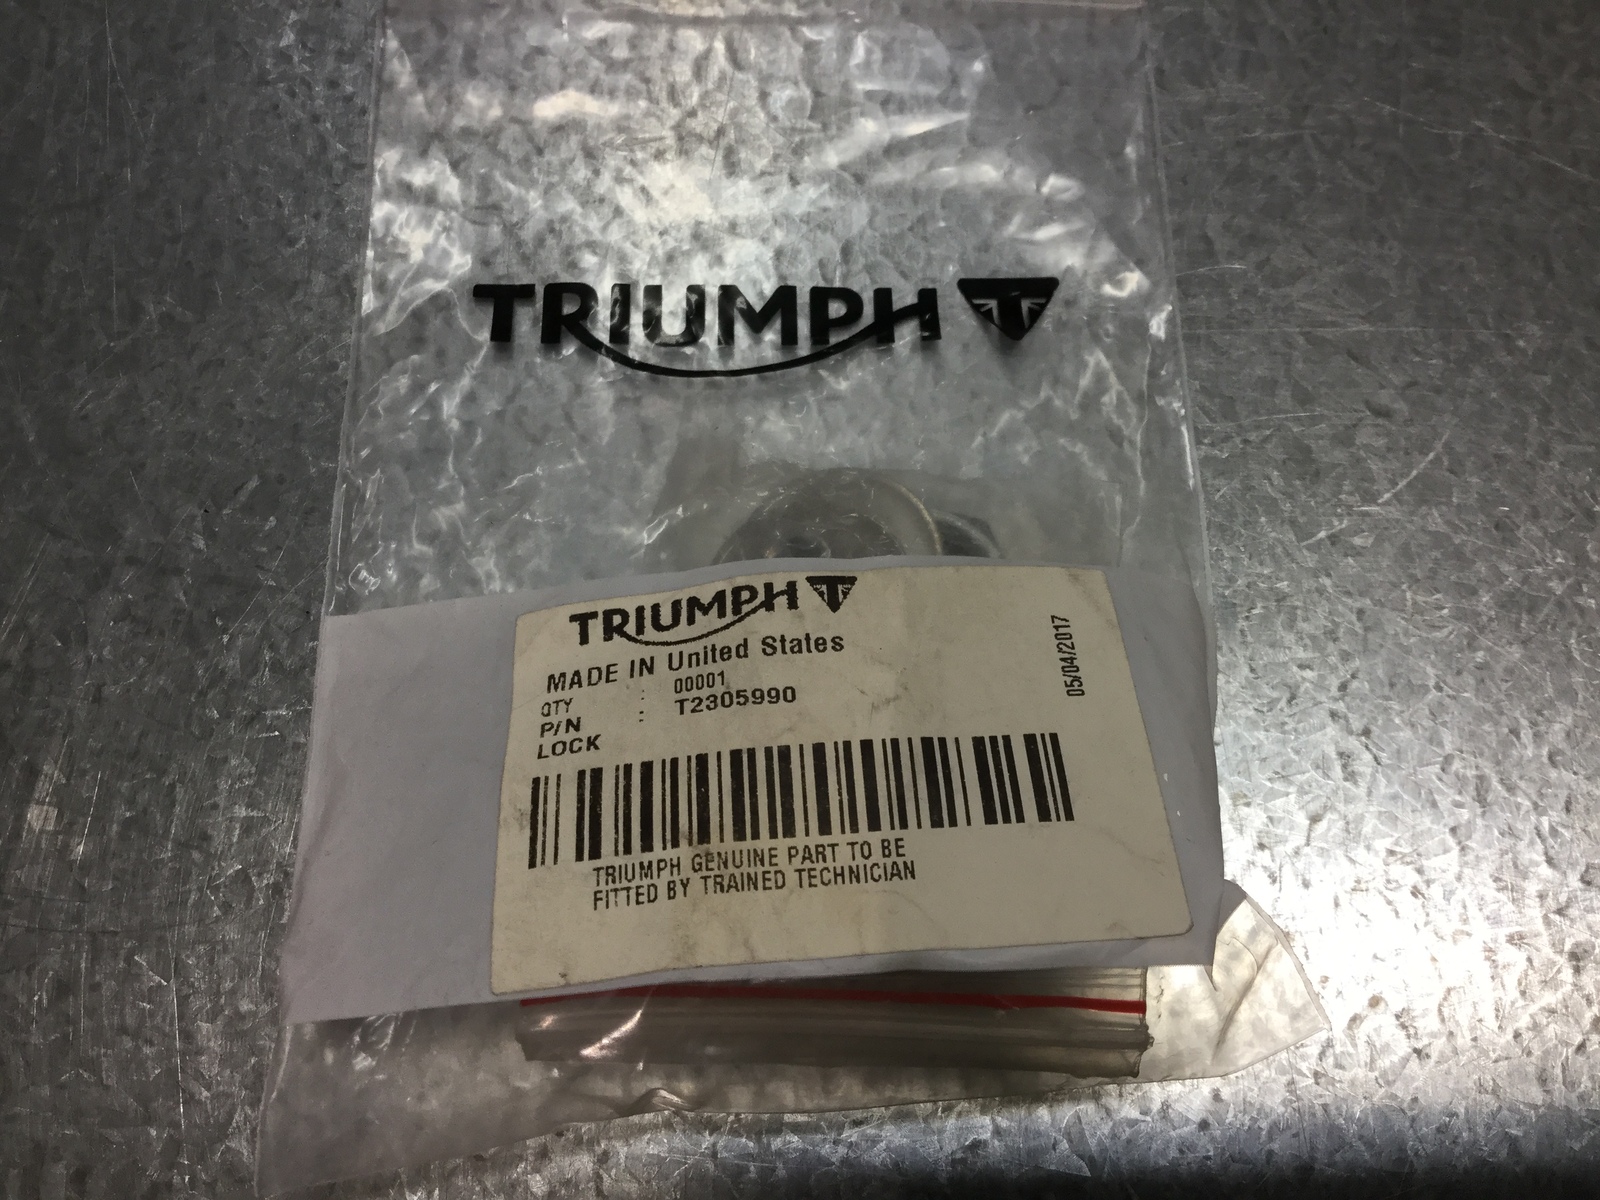 TRIUMPH T
TRIUMPH T
MADE IN United States
QTY : 00001
P/N : T2305990
LOCK
05/04/2017
TRIUMPH GENUINE PART TO BE
FITTED BY TRAINED TECHNICIAN